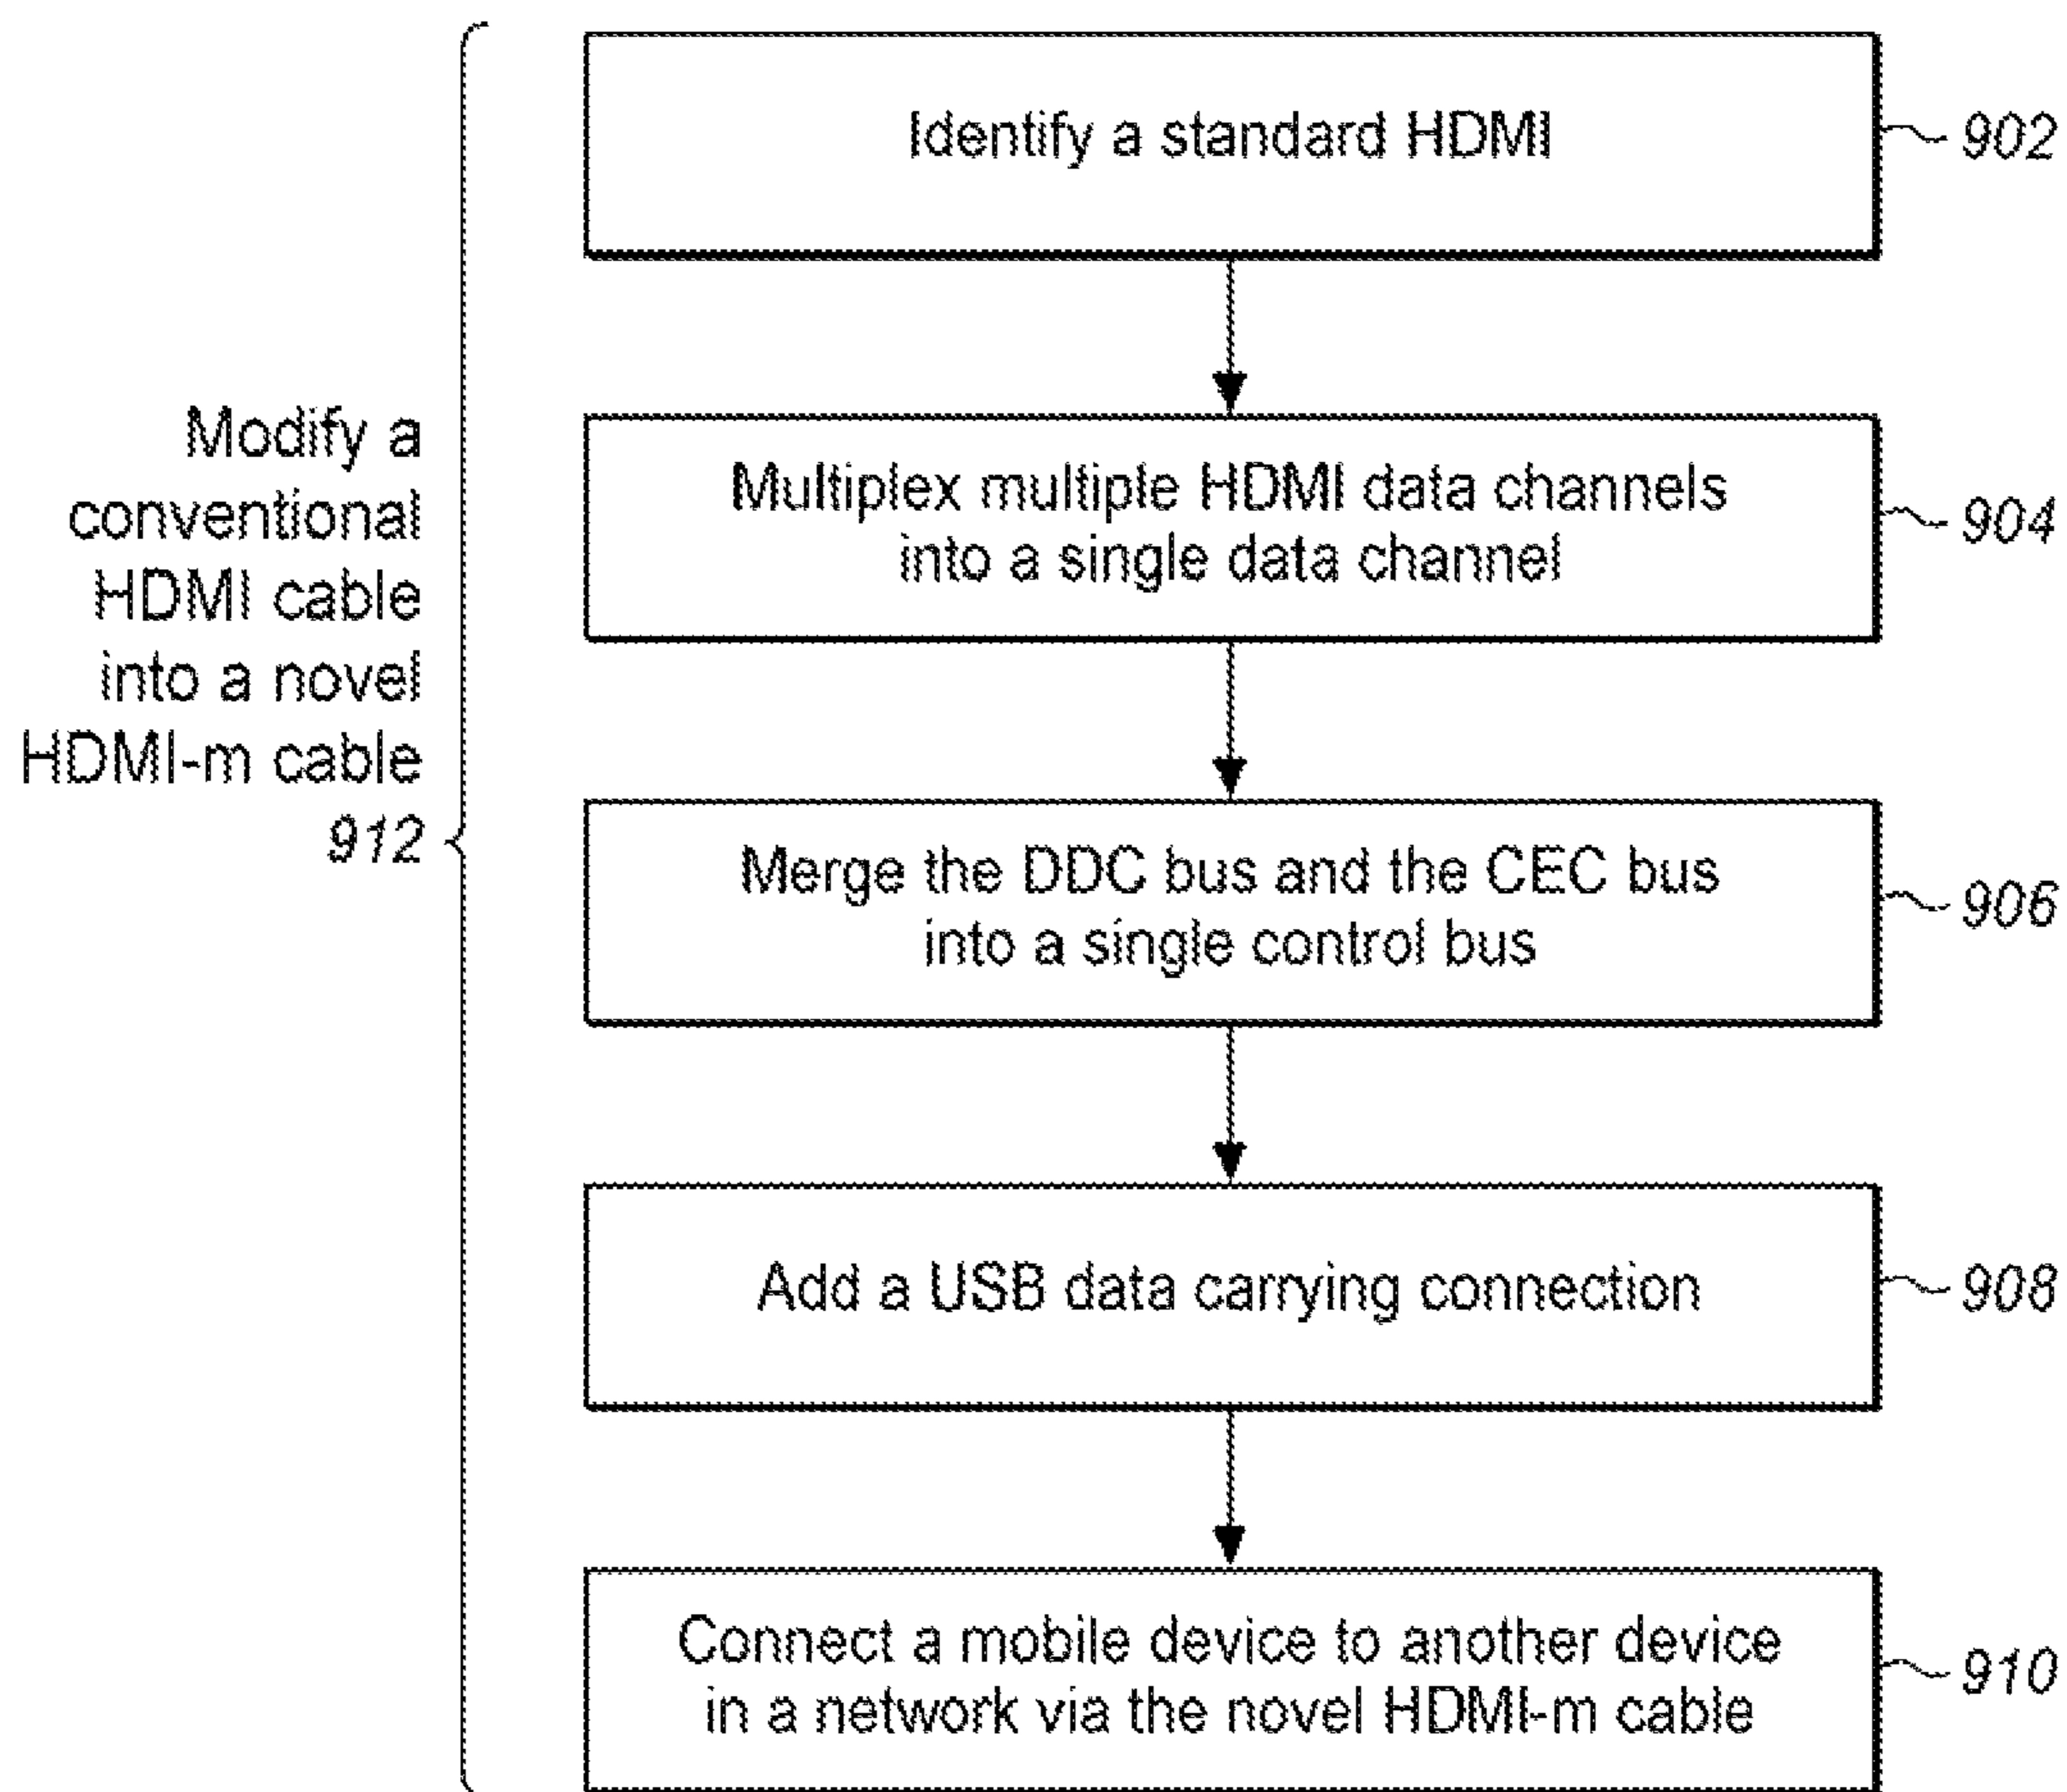 Identify a standard HDMI
902
Multiplex multiple HDMI data channels
into a single data channel
904
Modify a
conventional
HDMI cable
into a novel
HDMI-m cable
912
Merge the DDC bus and the CEC bus
into a single control bus
906
Add a USB data carrying connection
908
Connect a mobile device to another device
in a network via the novel HDMI-m cable
910